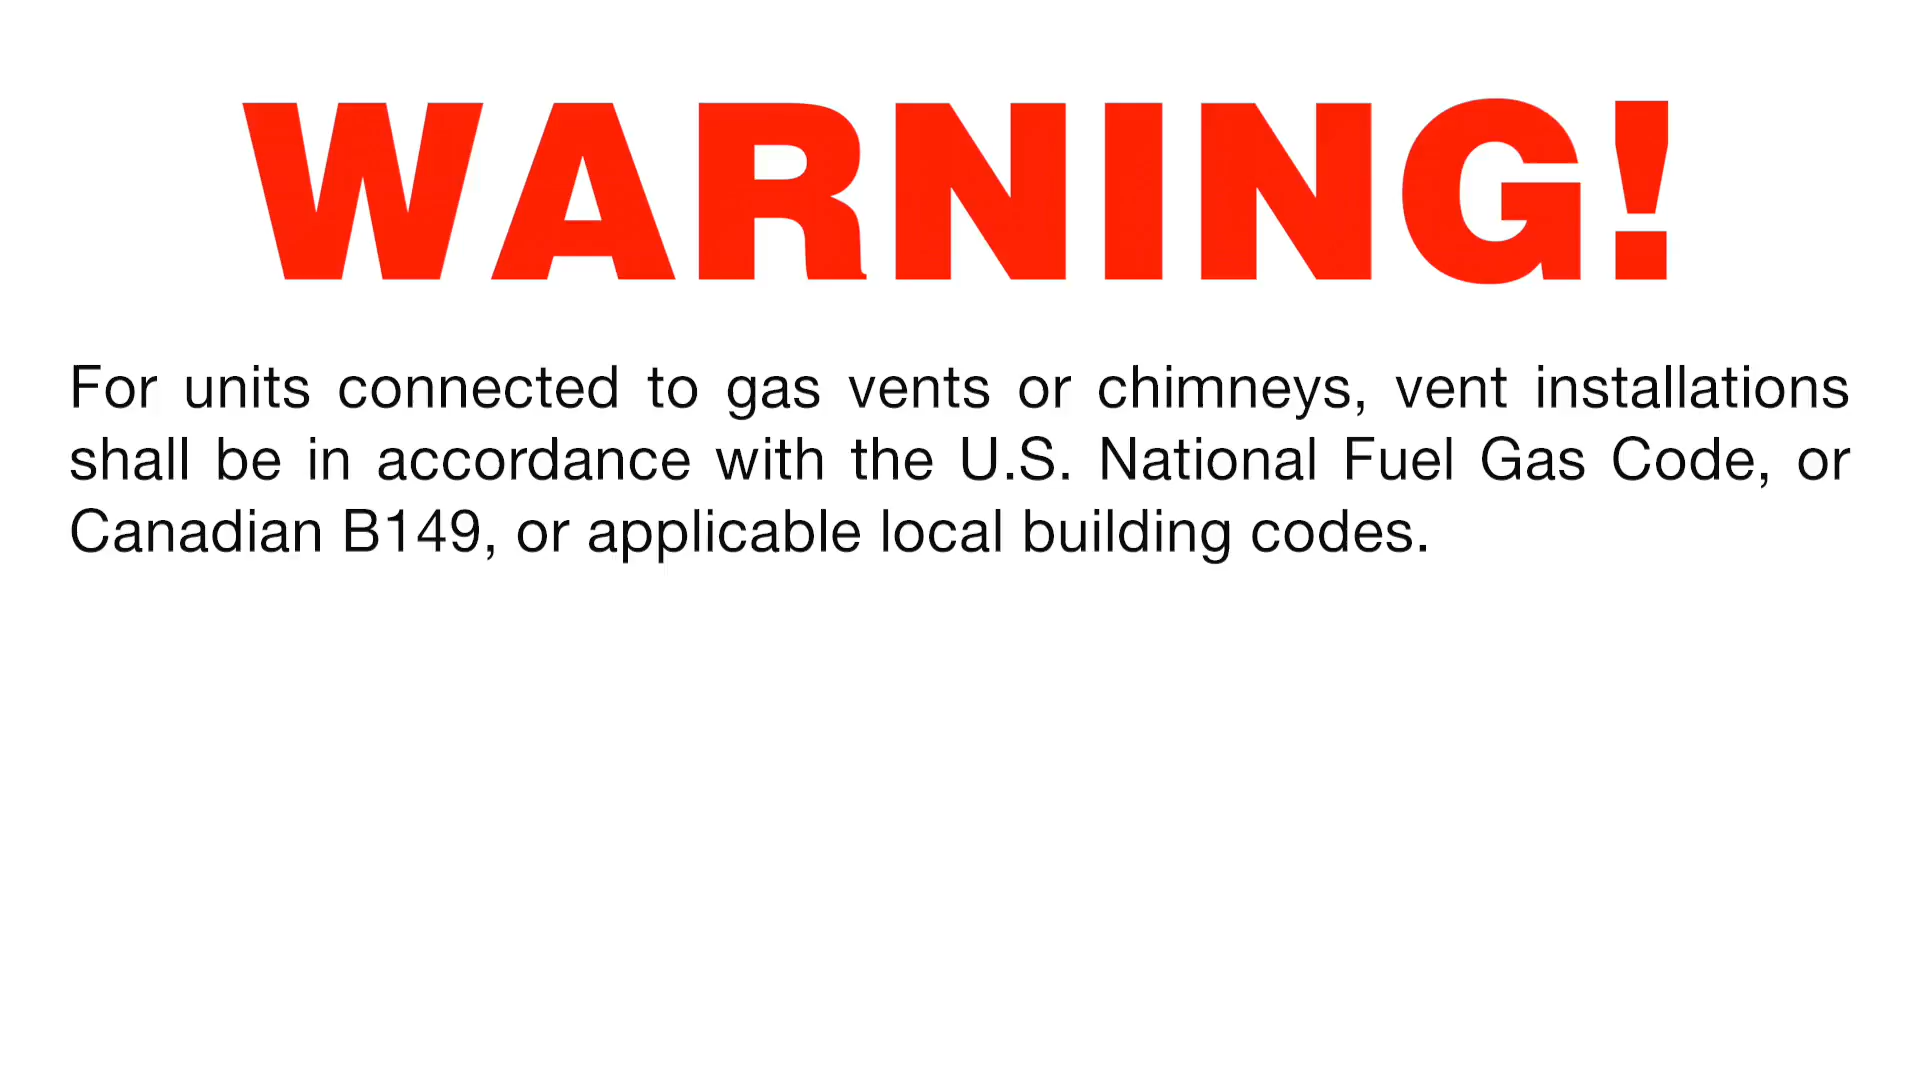 WARNING!
For units connected to gas vents or chimneys, vent installations
shall be in accordance with the U.S. National Fuel Gas Code, or
Canadian B149, or applicable local building codes.